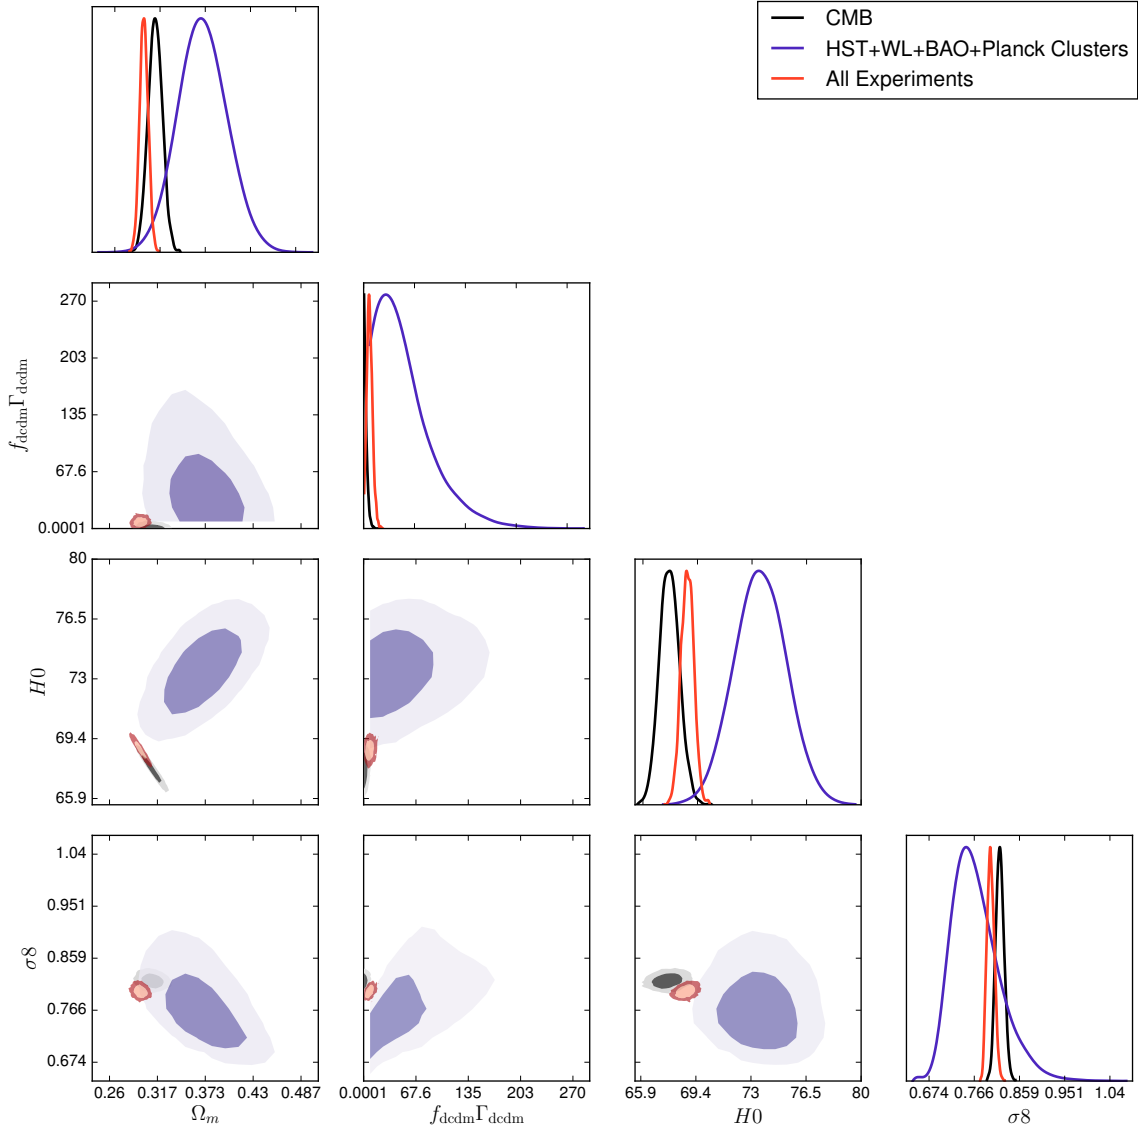 CMB
HST+WL+BAO+Planck Clusters
All Experiments
270
203
135
67.6
0.0001
f_dcdm Γ_dcdm
80
76.5
73
69.4
65.9
H0
1.04
0.951
0.859
0.766
0.674
σ8
0.26 0.317 0.373 0.43 0.487
0.0001 67.6 135 203 270
65.9 69.4 73 76.5 80
0.674 0.766 0.859 0.951 1.04
Ω_m
f_dcdm Γ_dcdm
H0
σ8